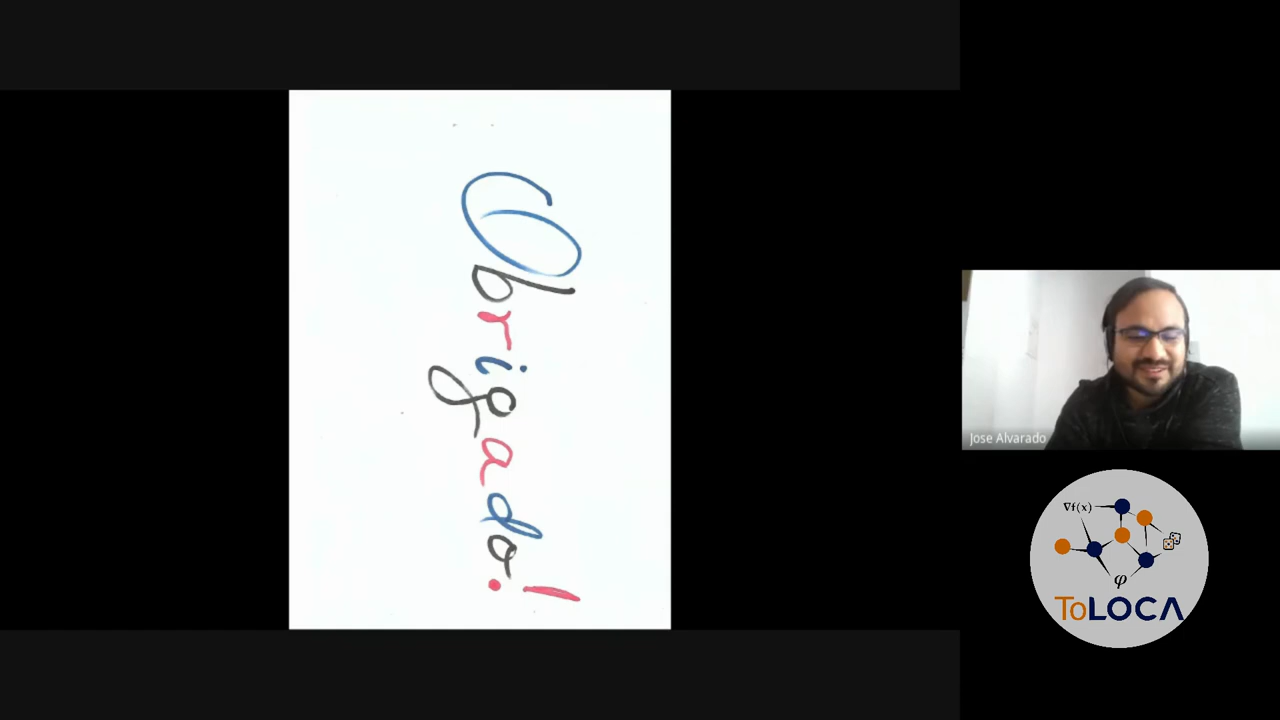 Obrigado!
Jose Alvarado
∇f(x)
φ
ToLOCA